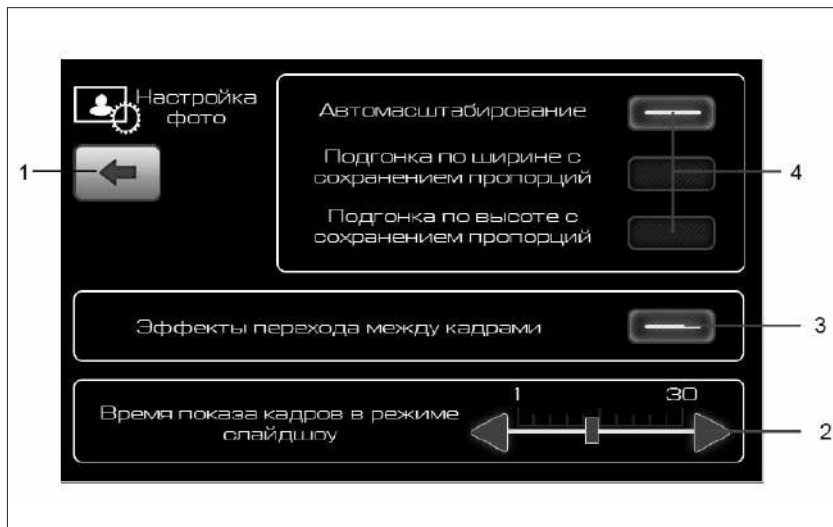 Настройка
фото
Автомасштабирование
Подгонка по ширине с
сохранением пропорций
Подгонка по высоте с
сохранением пропорций
1
4
Эффекты перехода между кадрами
3
1 30
Время показа кадров в режиме
слайдшоу
2